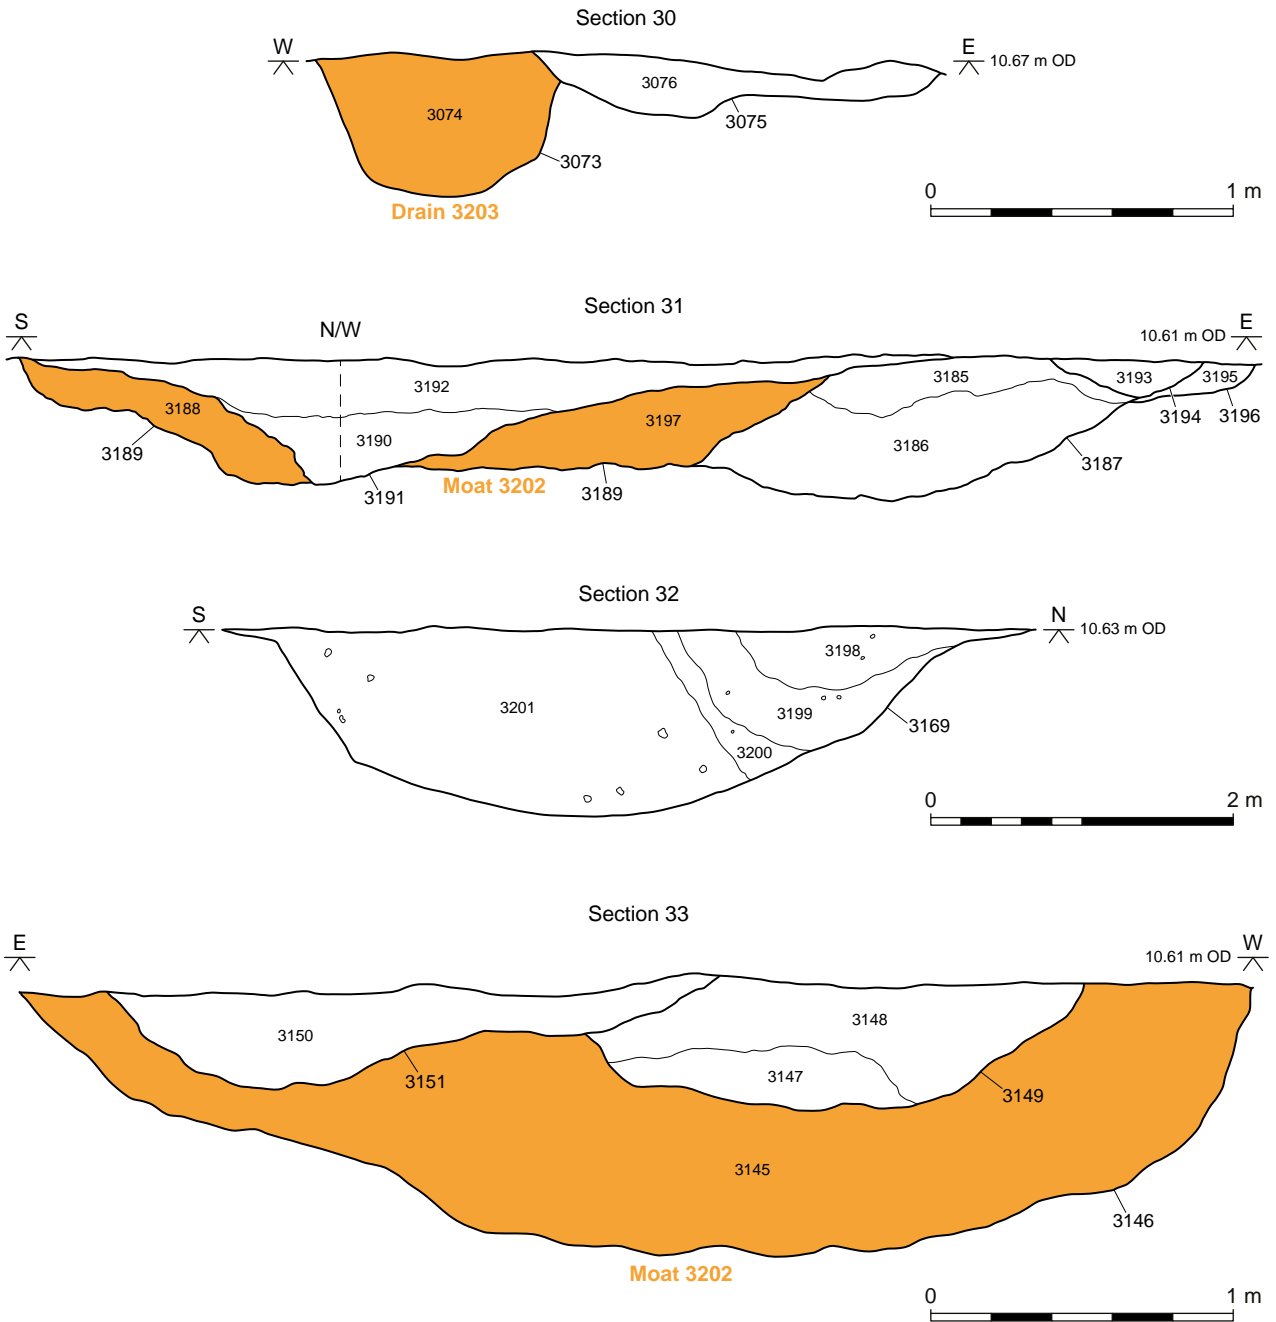 Section 30
W
E
10.67 m OD
3076
3074
3075
3073
Drain 3203
0 1 m
Section 31
S
N/W
10.61 m OD
E
3192
3185
3193
3195
3188
3197
3194
3196
3190
3186
3189
3187
Moat 3202
3191
3189
Section 32
S
N
10.63 m OD
3198
3201
3199
3169
3200
0 2 m
Section 33
E
10.61 m OD
W
3148
3150
3147
3151
3149
3145
3146
Moat 3202
0 1 m